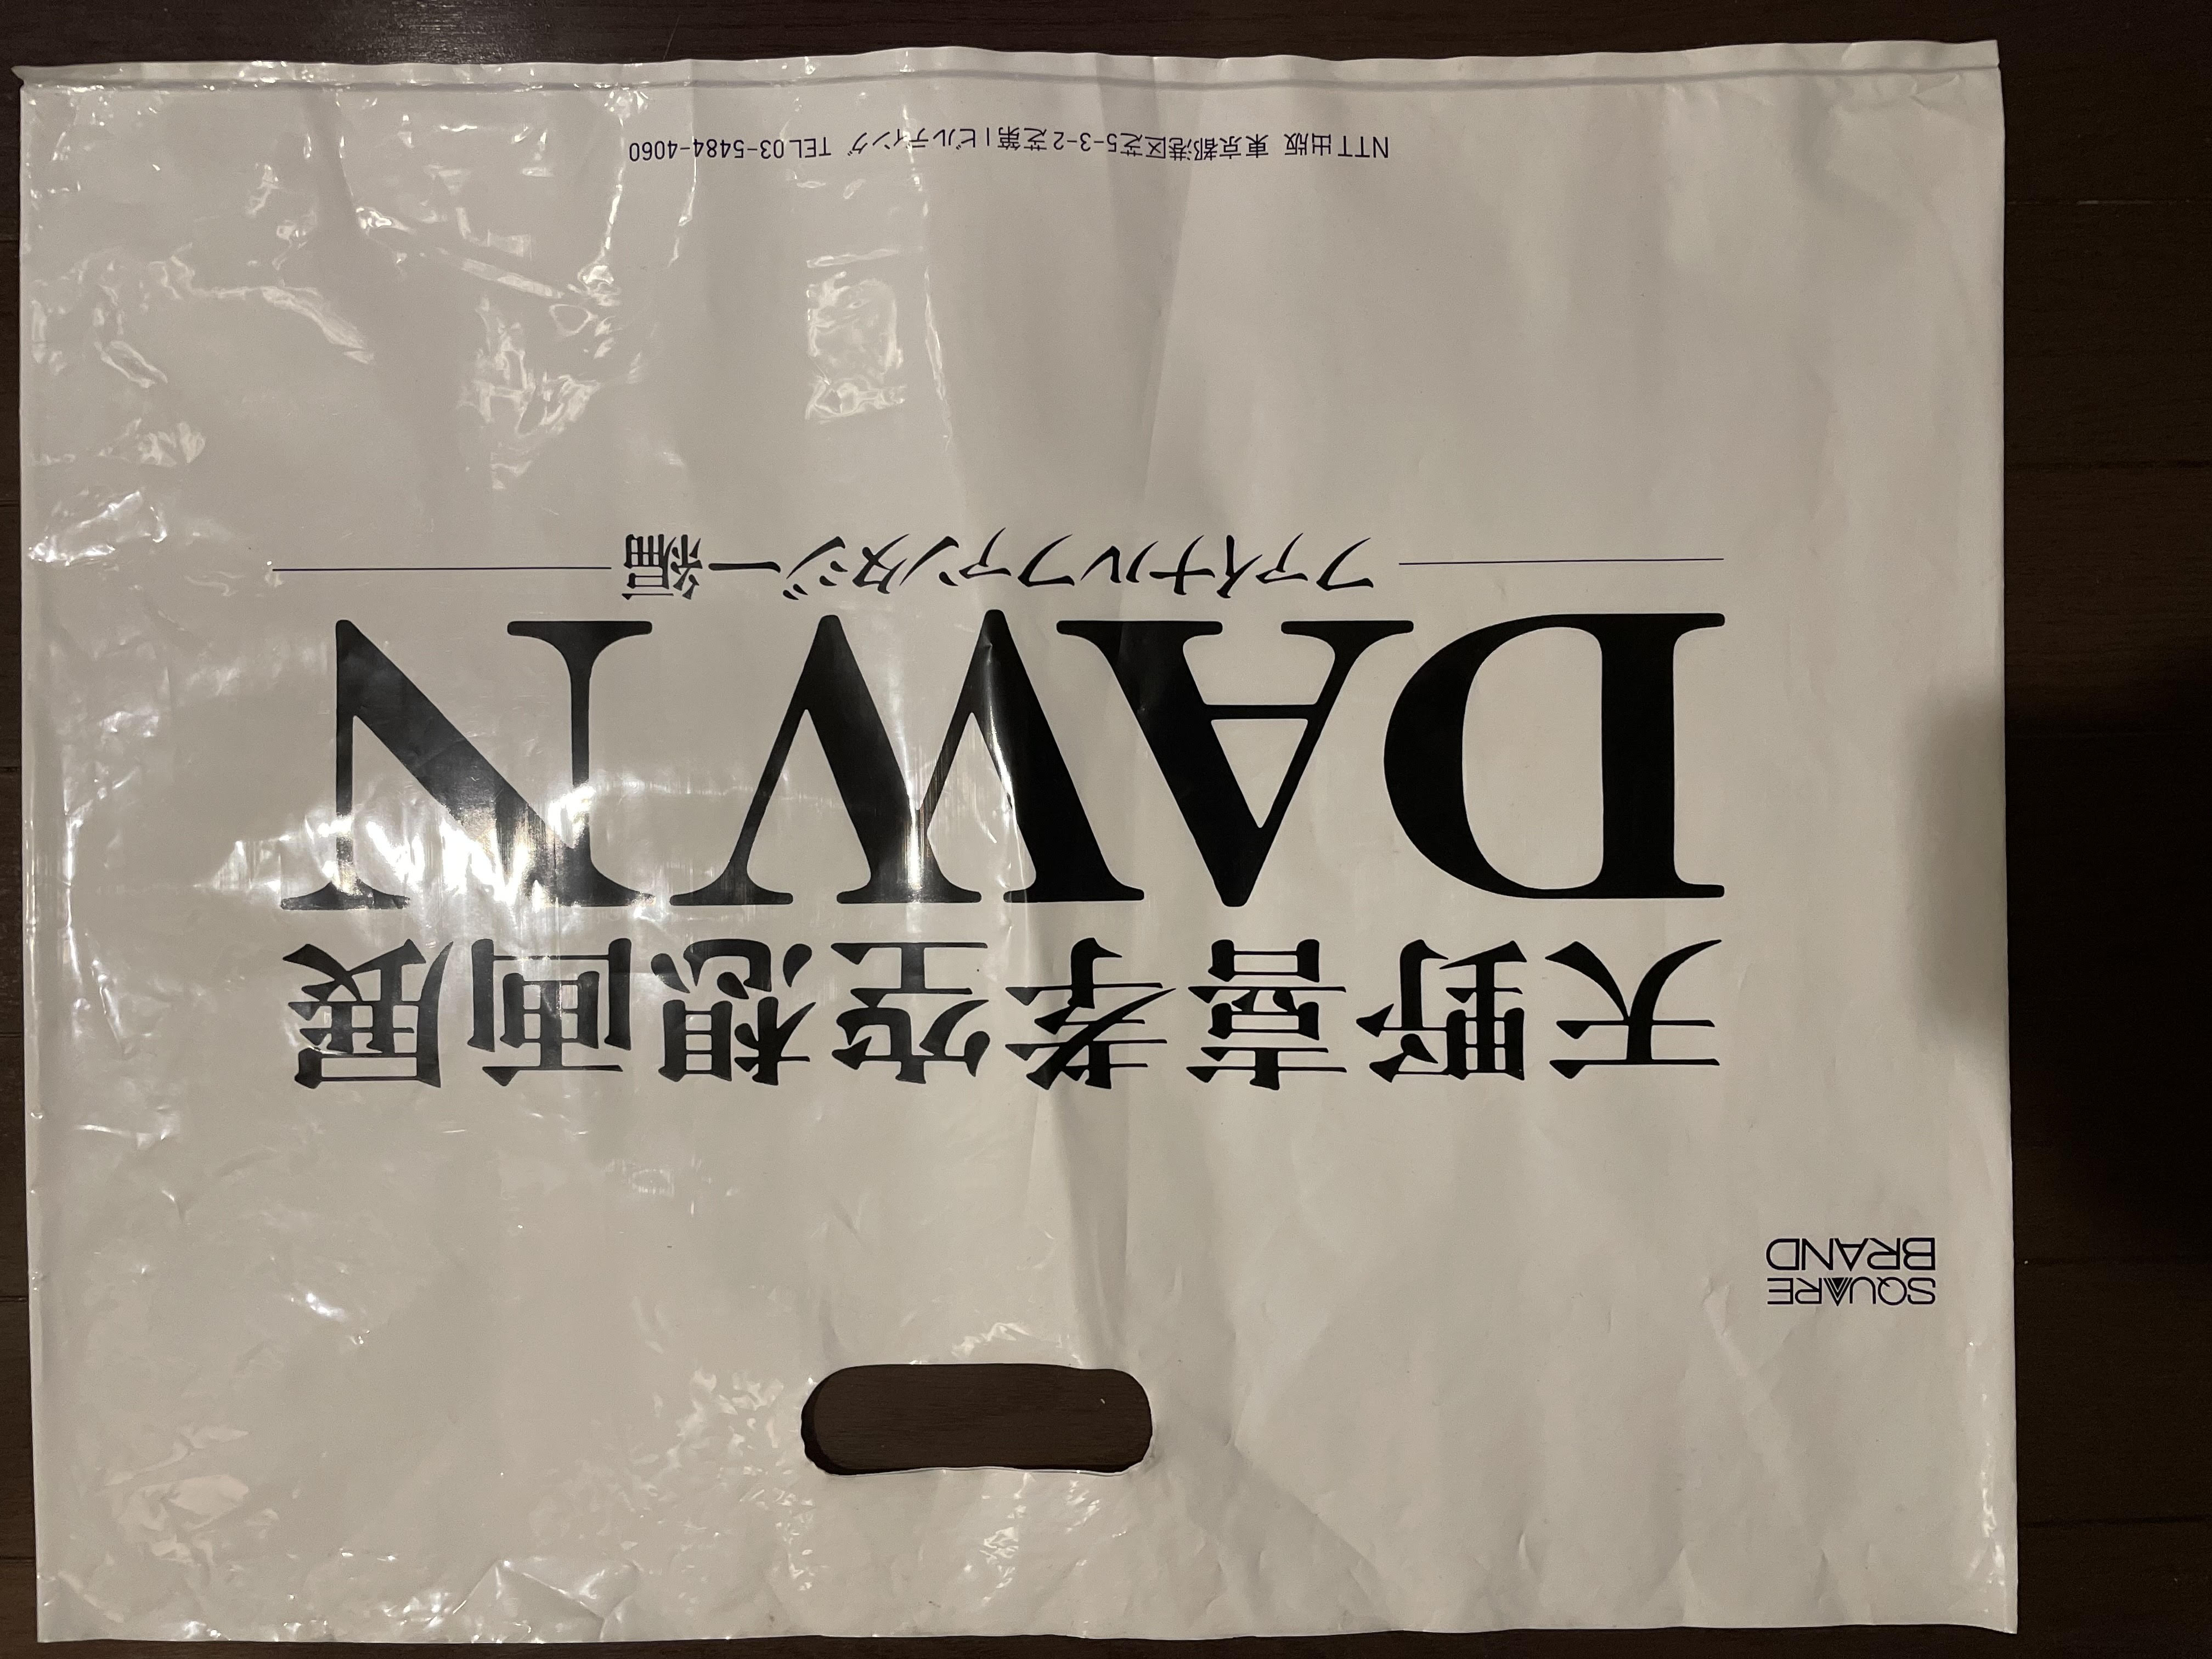 SQUARE
BRAND
天野喜孝空想画展
DAWN
ファイナルファンタジー編
NTT出版 東京都港区芝5-3-2芝第1ビルディング TEL03-5484-4060